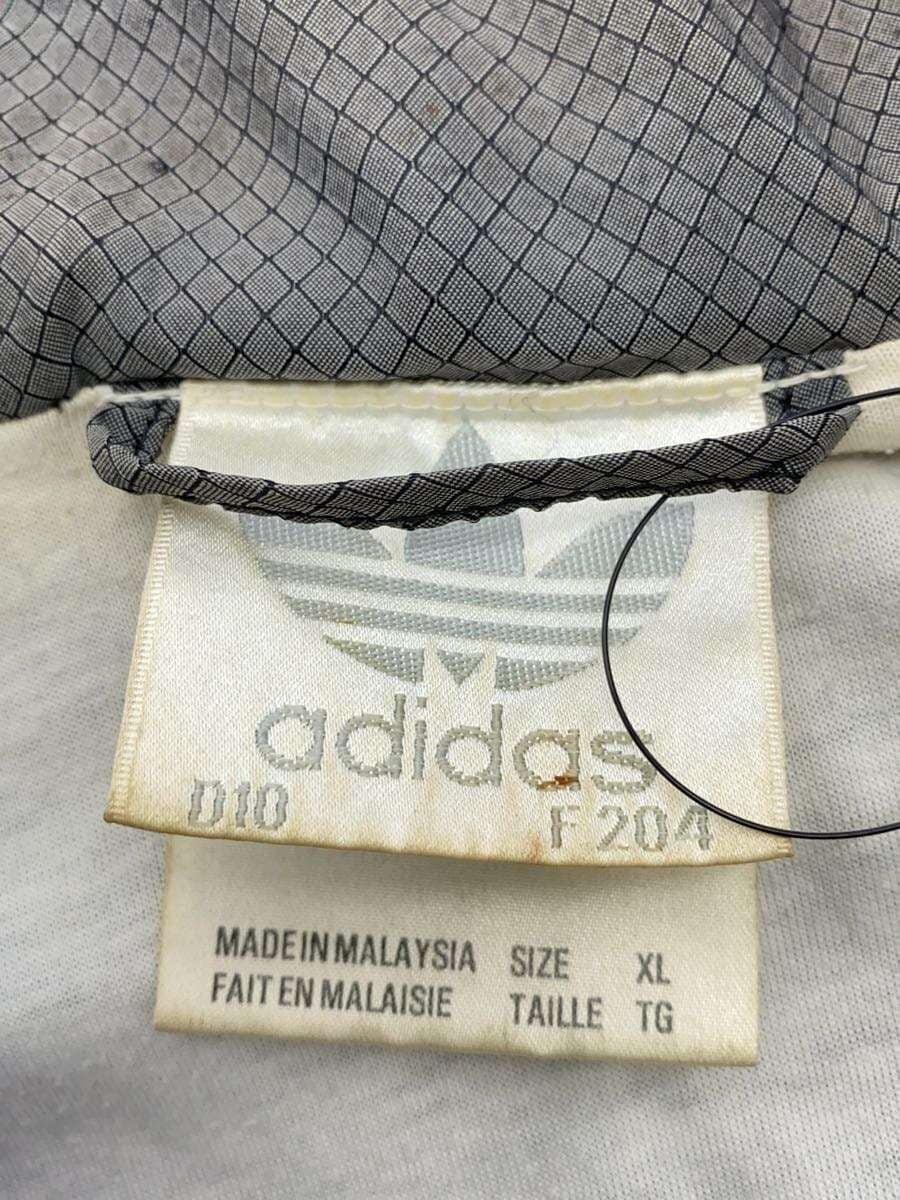 adidas
D10 F 204
MADE IN MALAYSIA SIZE XL
FAIT EN MALAISIE TAILLE TG